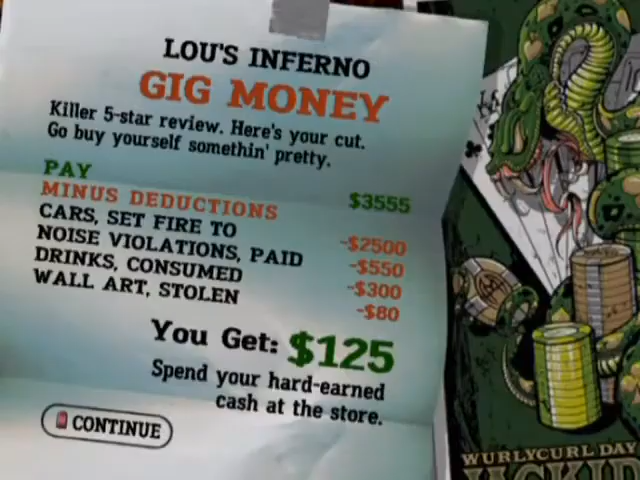 LOU'S INFERNO
GIG MONEY
Killer 5-star review. Here's your cut.
Go buy yourself somethin' pretty.
PAY $3555
MINUS DEDUCTIONS
CARS, SET FIRE TO -$2500
NOISE VIOLATIONS, PAID -$550
DRINKS, CONSUMED -$300
WALL ART, STOLEN -$80
You Get: $125
Spend your hard-earned
cash at the store.
CONTINUE
WURLYCURL DAY